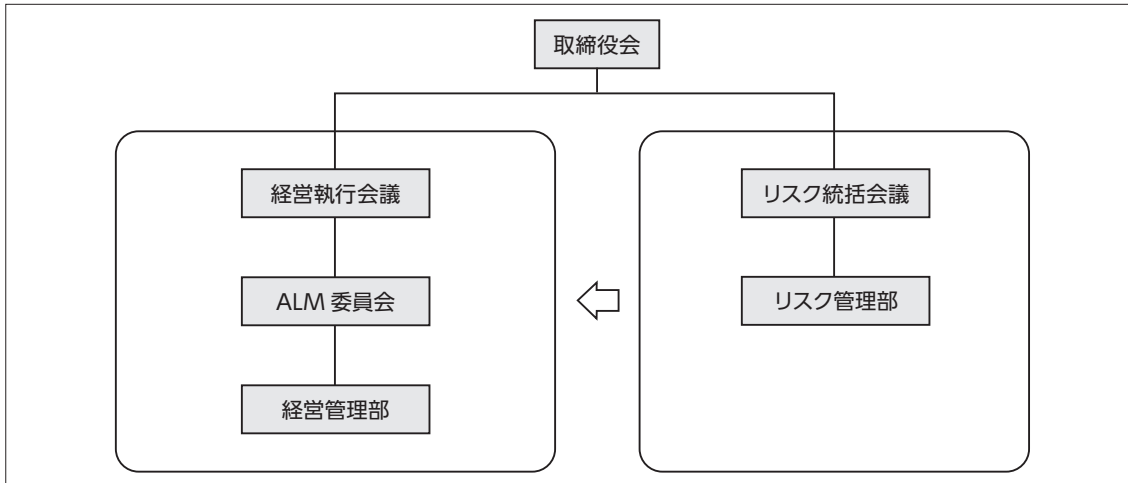 取締役会
経営執行会議
ALM 委員会
経営管理部
リスク統括会議
リスク管理部